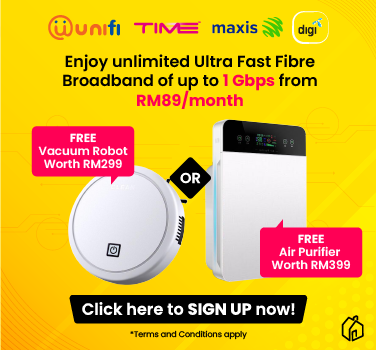 unifi TIME maxis digi
Enjoy unlimited Ultra Fast Fibre
Broadband of up to 1 Gbps from
RM89/month
FREE
Vacuum Robot
Worth RM299
OR
FREE
Air Purifier
Worth RM399
Click here to SIGN UP now!
*Terms and Conditions apply